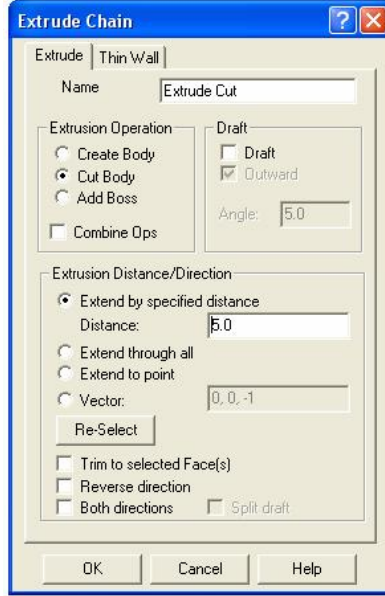 Extrude Chain
Extrude Thin Wall
Name Extrude Cut
Extrusion Operation
Create Body
Cut Body
Add Boss
Combine Ops
Draft
Draft
Outward
Angle: 5.0
Extrusion Distance/Direction
Extend by specified distance
Distance: 5.0
Extend through all
Extend to point
Vector: 0, 0, -1
Re-Select
Trim to selected Face(s)
Reverse direction
Both directions Split draft
OK Cancel Help